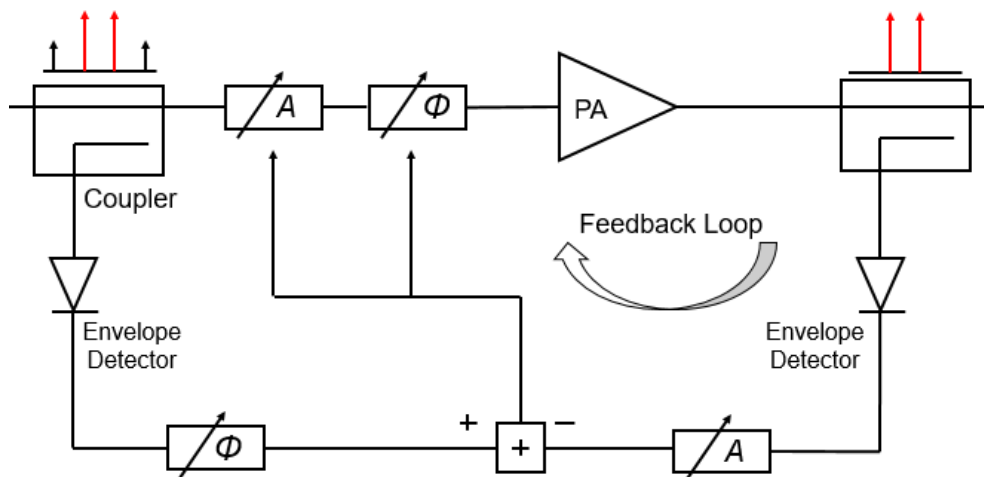 A
Φ
PA
Coupler
Feedback Loop
Envelope
Detector
Envelope
Detector
+
−
Φ
+
A